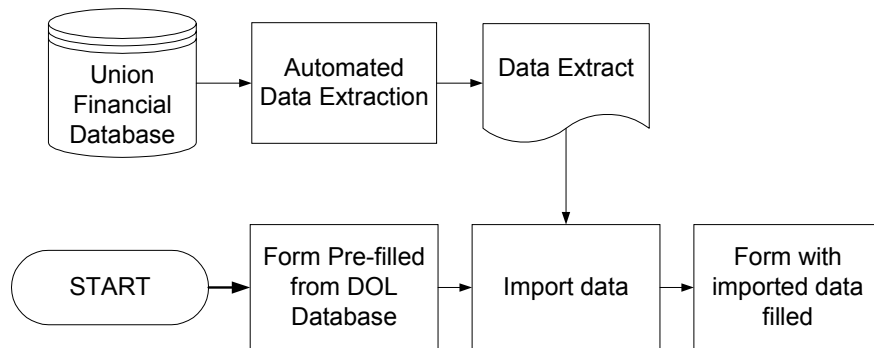 Union
Financial
Database
Automated
Data Extraction
Data Extract
START
Form Pre-filled
from DOL
Database
Import data
Form with
imported data
filled